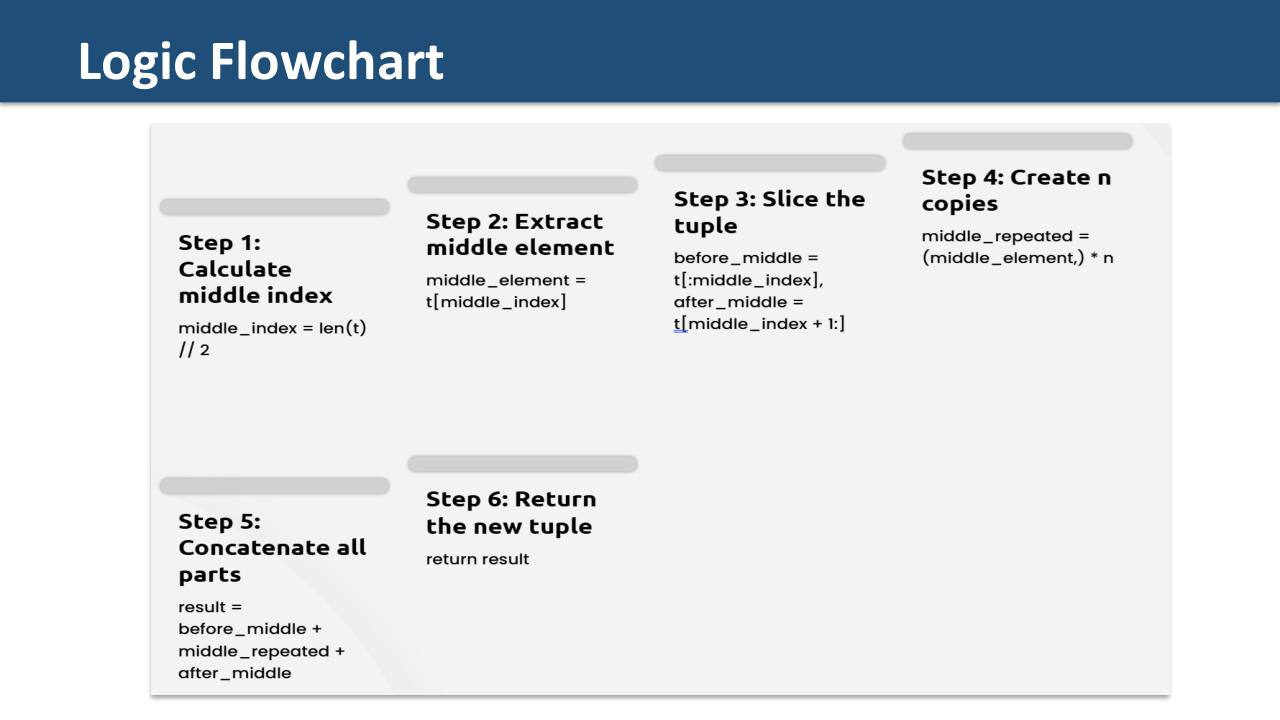 Logic Flowchart
Step 1:
Calculate
middle index
middle_index = len(t)
// 2
Step 2: Extract
middle element
middle_element =
t[middle_index]
Step 3: Slice the
tuple
before_middle =
t[:middle_index],
after_middle =
t[middle_index + 1:]
Step 4: Create n
copies
middle_repeated =
(middle_element,) * n
Step 5:
Concatenate all
parts
result =
before_middle +
middle_repeated +
after_middle
Step 6: Return
the new tuple
return result